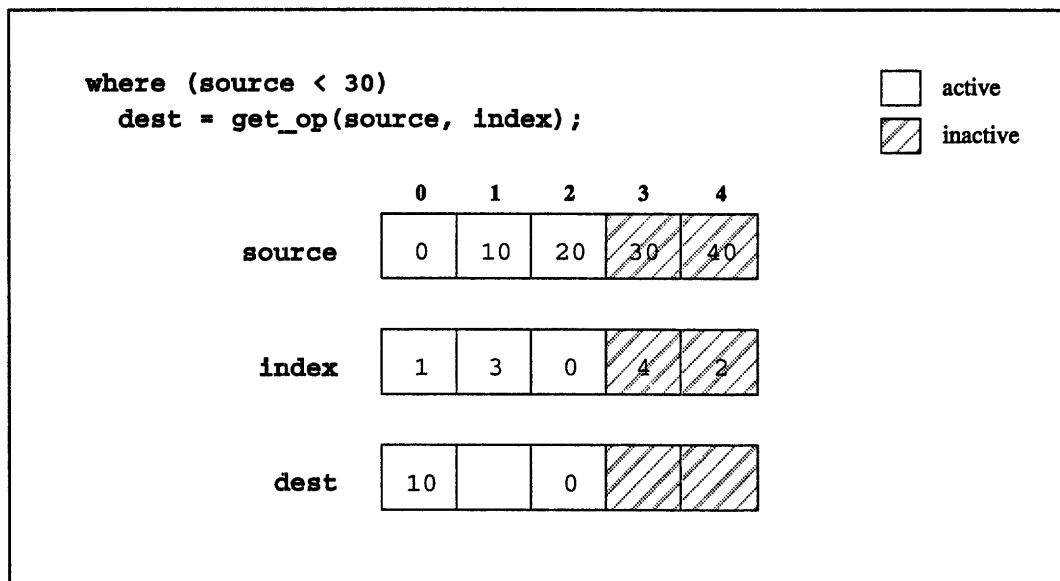 where (source < 30)
dest = get_op(source, index);
active
inactive
0 1 2 3 4
source 0 10 20 30 40
index 1 3 0 4 2
dest 10 0